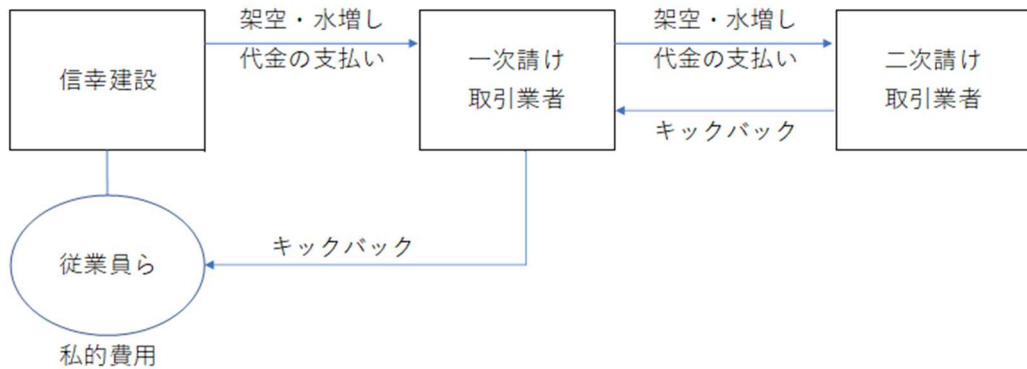 架空・水増し
代金の支払い
架空・水増し
代金の支払い
信幸建設
一次請け
取引業者
二次請け
取引業者
キックバック
キックバック
従業員ら
私的費用